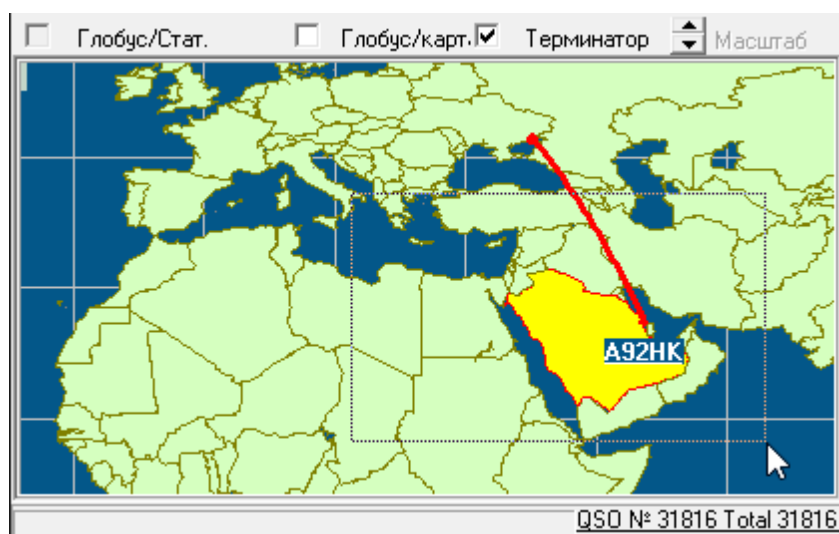 Глобус/Стат. Глобус/карт. Терминатор Масштаб
A92HK
QSO № 31816 Total 31816